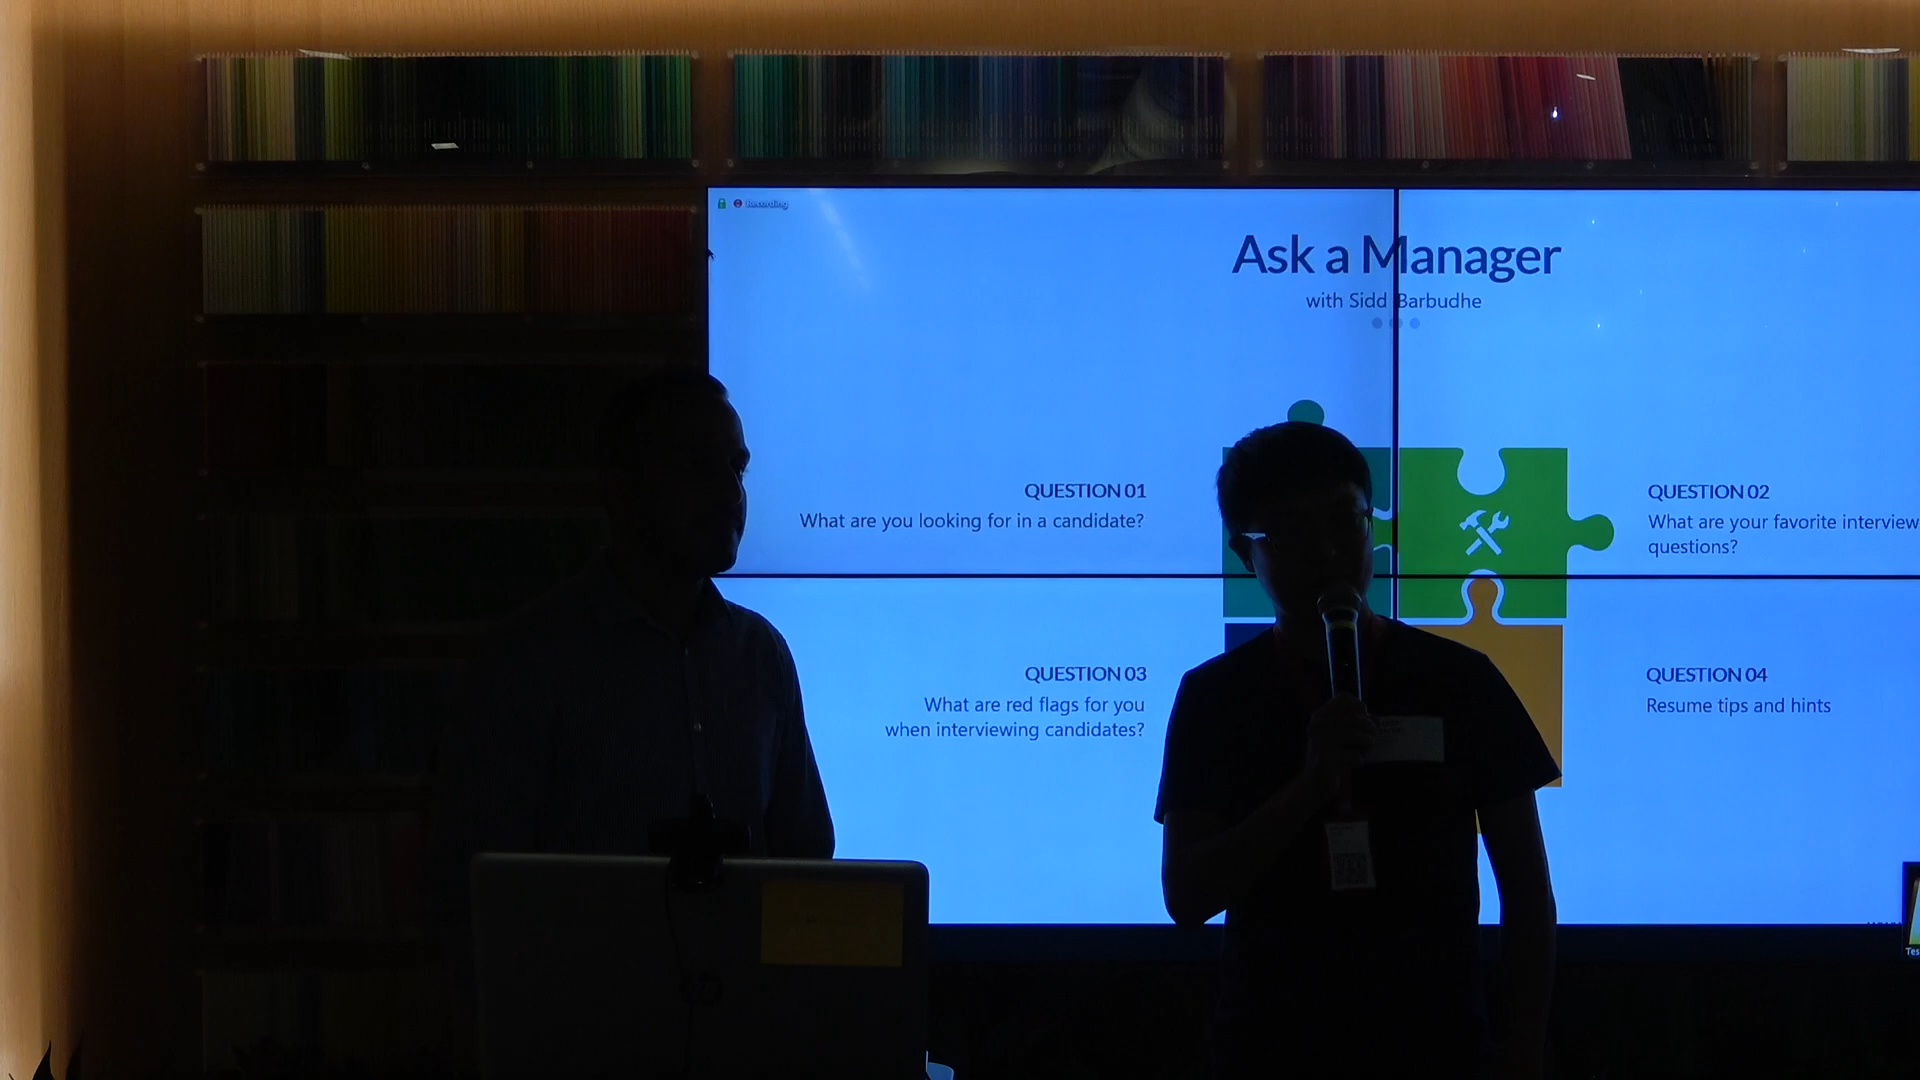 Recording
Ask a Manager
with Sidd Barbudhe
QUESTION 01
What are you looking for in a candidate?
QUESTION 02
What are your favorite interview
questions?
QUESTION 03
What are red flags for you
when interviewing candidates?
QUESTION 04
Resume tips and hints
Tes